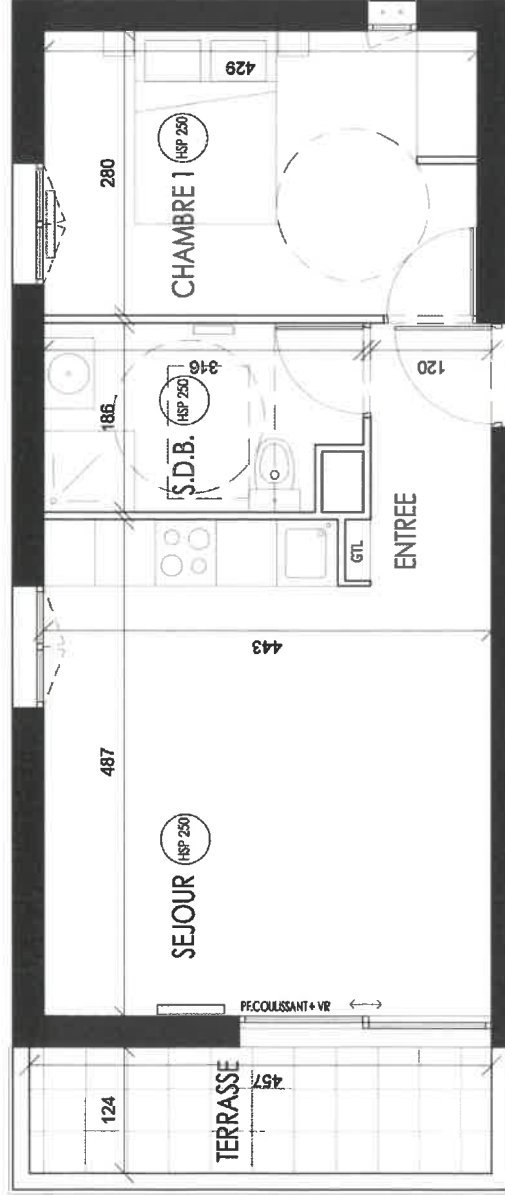 429
280
CHAMBRE 1
HSP 250
316
186
S.D.B.
HSP 250
120
GTL
ENTREE
443
487
SEJOUR
HSP 250
PF.COULISSANT + VR
TERRASSE
457
124